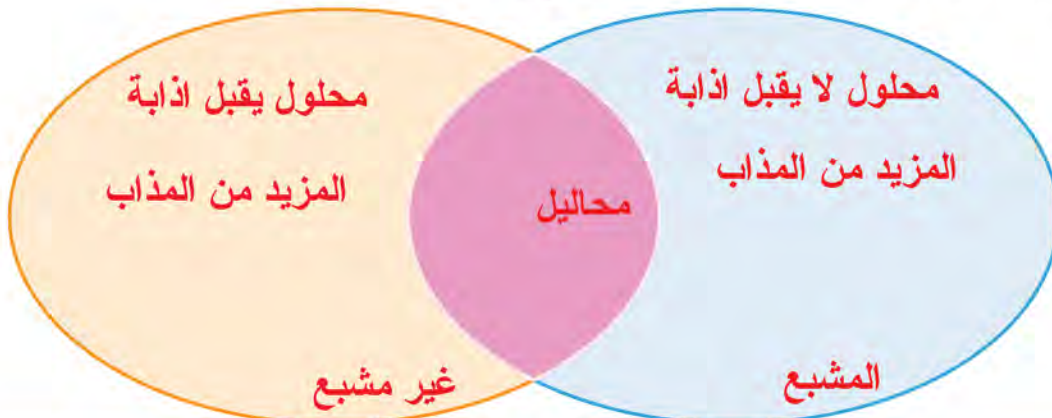 محلول لا يقبل اذابة
المزيد من المذاب
المشبع
محاليل
محلول يقبل اذابة
المزيد من المذاب
غير مشبع